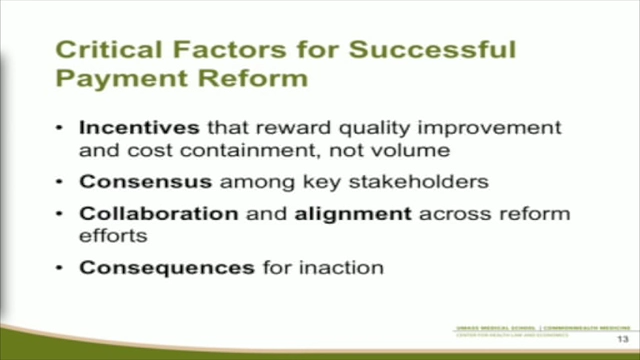 Critical Factors for Successful
Payment Reform
• Incentives that reward quality improvement
and cost containment, not volume
• Consensus among key stakeholders
• Collaboration and alignment across reform
efforts
• Consequences for inaction
UMASS MEDICAL SCHOOL | COMMONWEALTH MEDICINE
CENTER FOR HEALTH LAW AND ECONOMICS
13